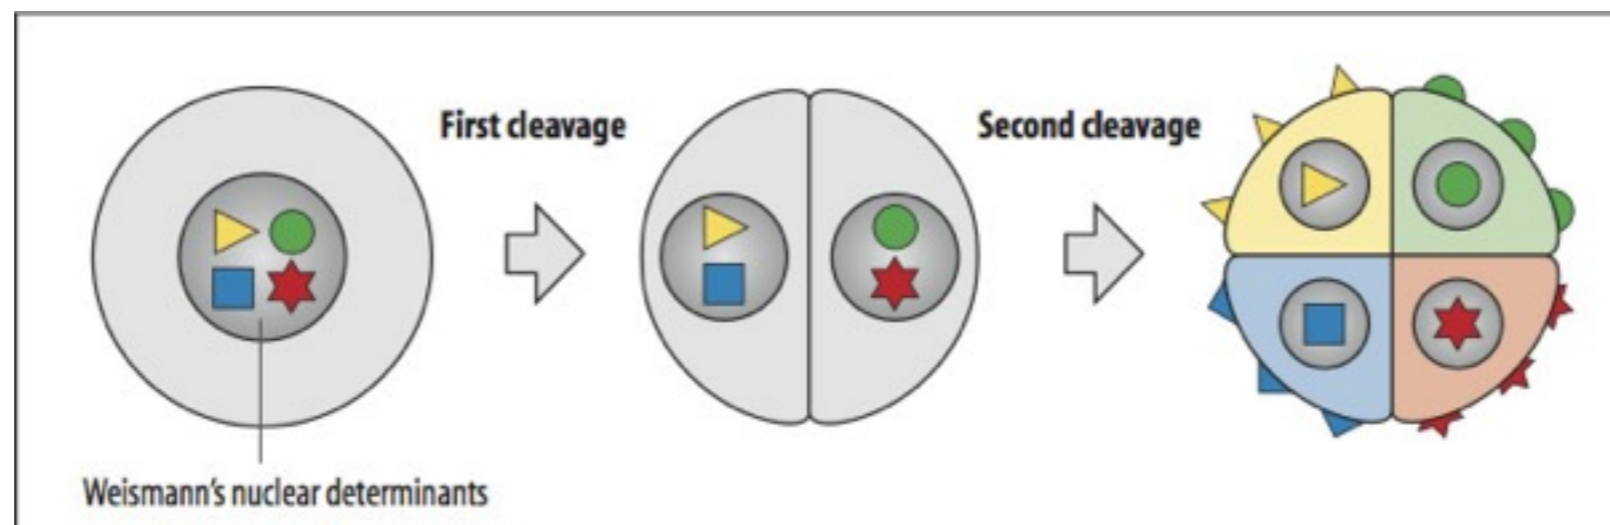 First cleavage
Second cleavage
Weismann's nuclear determinants